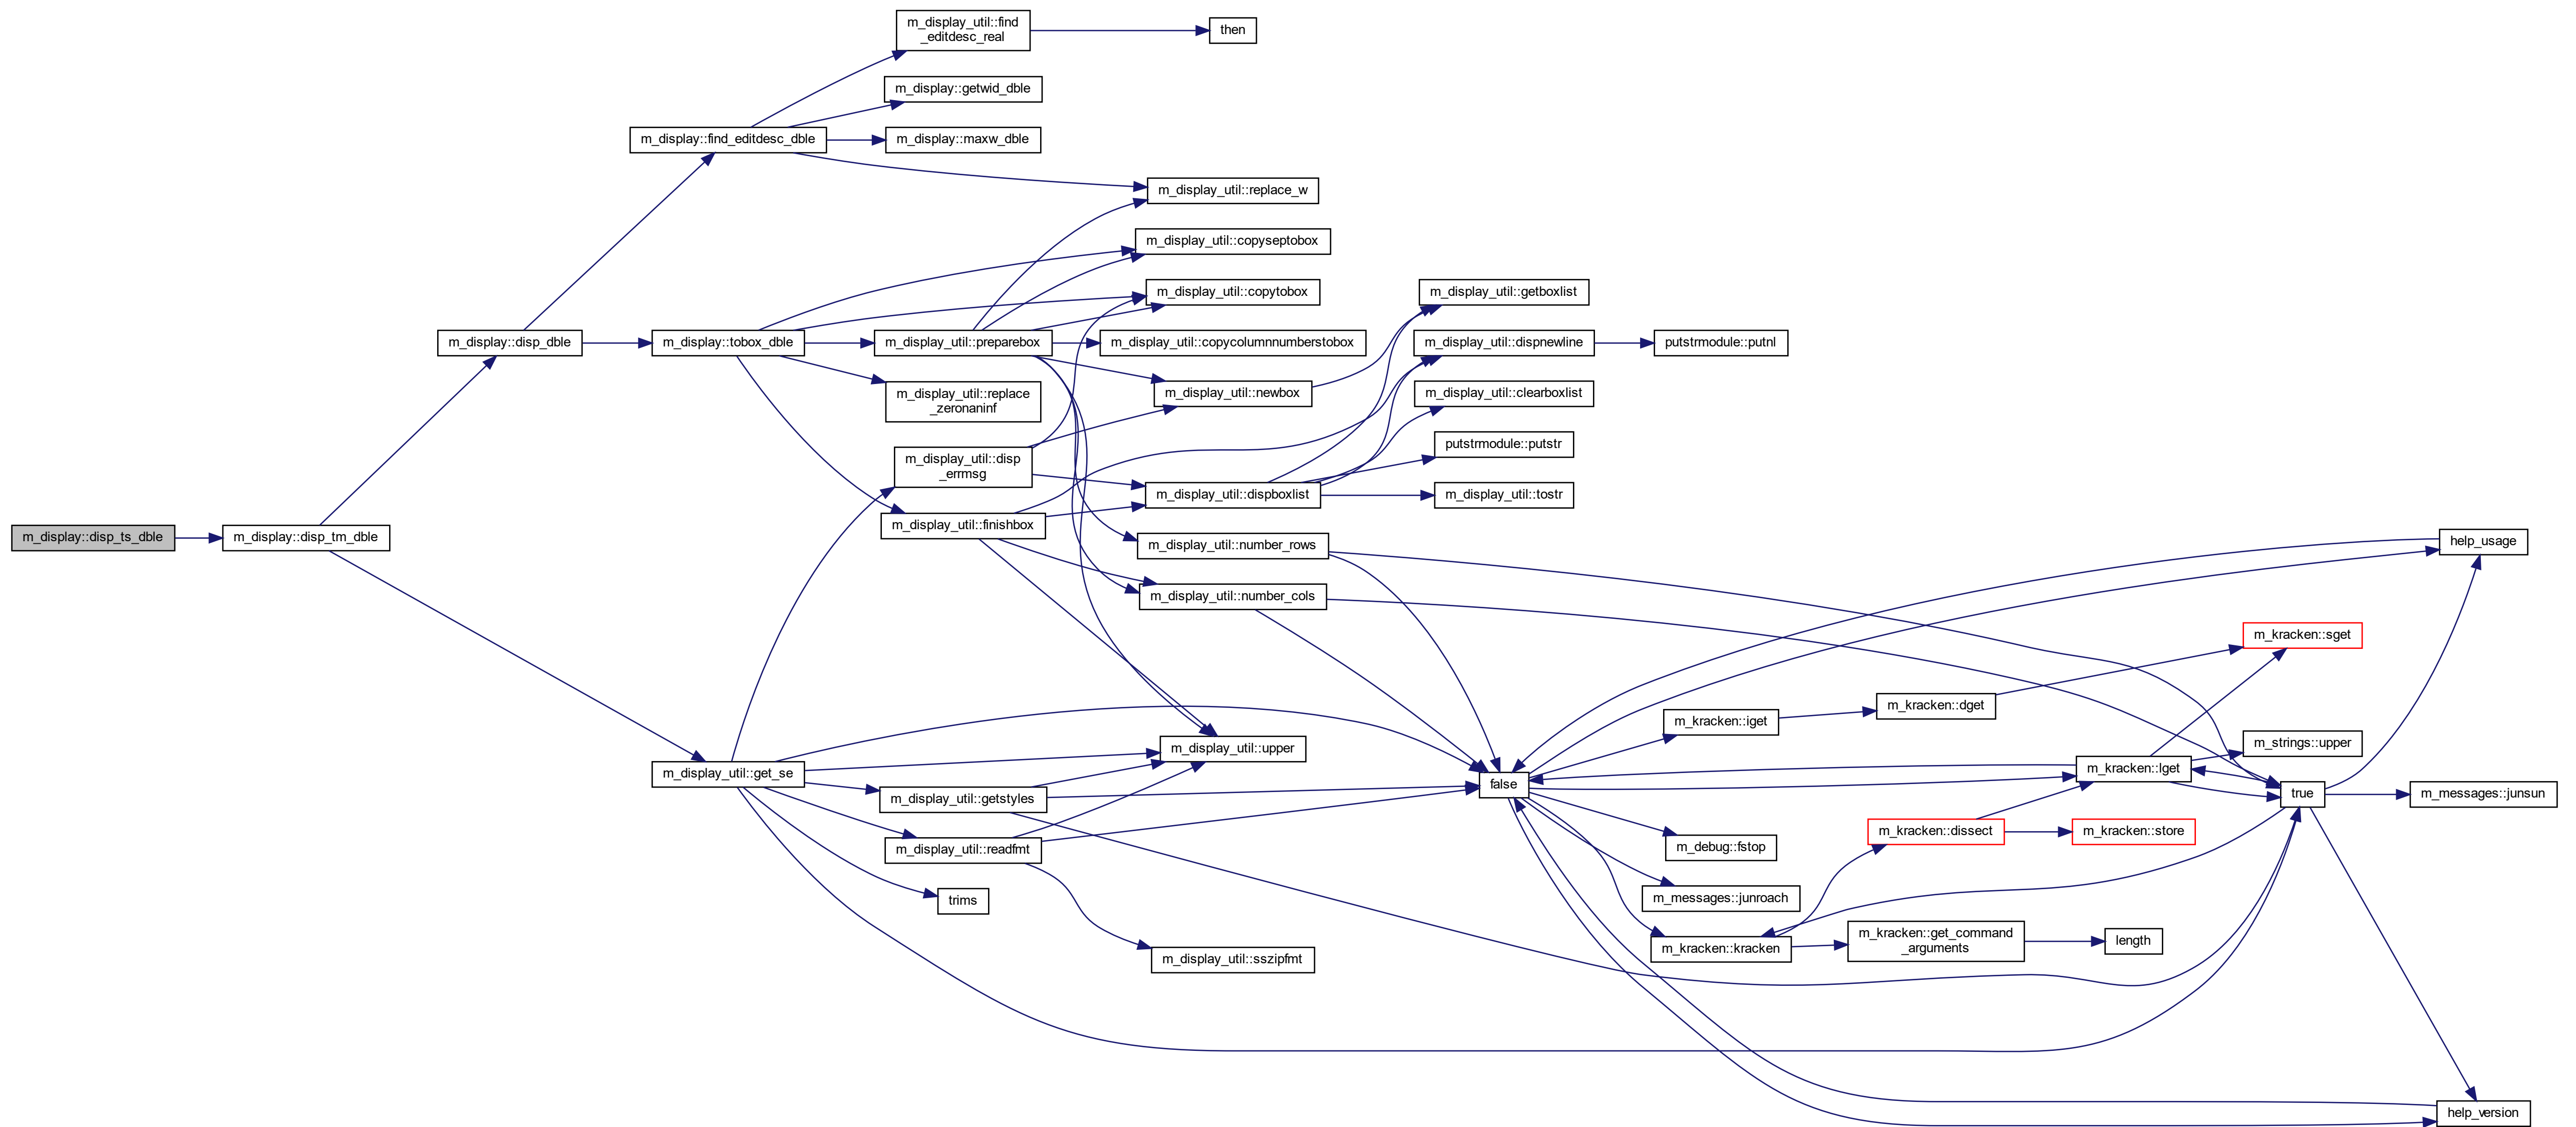 m_display_util::find
_editdesc_real
then
m_display::getwid_dble
m_display::find_editdesc_dble
m_display::maxw_dble
m_display_util::replace_w
m_display_util::copyseptobox
m_display_util::copytobox
m_display_util::getboxlist
m_display::disp_dble
m_display::tobox_dble
m_display_util::preparebox
m_display_util::copycolumnnumberstobox
m_display_util::dispnewline
putstrmodule::putnl
m_display_util::replace
_zeronaninf
m_display_util::newbox
m_display_util::clearboxlist
putstrmodule::putstr
m_display_util::disp
_errmsg
m_display_util::dispboxlist
m_display_util::tostr
m_display::disp_ts_dble
m_display::disp_tm_dble
m_display_util::finishbox
m_display_util::number_rows
help_usage
m_display_util::number_cols
m_kracken::sget
m_kracken::dget
m_kracken::iget
m_display_util::upper
m_strings::upper
m_display_util::get_se
m_kracken::lget
false
true
m_messages::junsun
m_display_util::getstyles
m_kracken::dissect
m_kracken::store
m_display_util::readfmt
m_debug::fstop
trims
m_messages::junroach
m_kracken::kracken
m_kracken::get_command
_arguments
length
m_display_util::sszipfmt
help_version